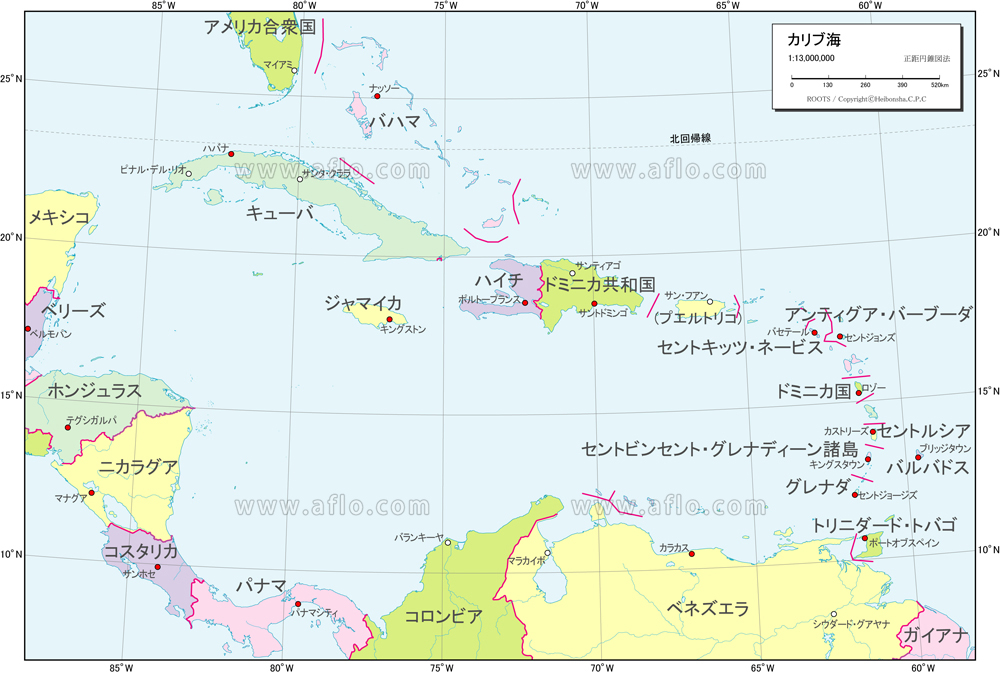 85°W
80°W
75°W
70°W
65°W
60°W
アメリカ合衆国
マイアミ
カリブ海
1:13,000,000
正距円錐図法
0 130 260 390 520km
ROOTS / CopyrightⒸHeibonsha.C.P.C
25°N
25°N
ナッソー
バハマ
北回帰線
ハバナ
ピナル・デル・リオ
www.aflo.com
サンタ・クララ
www.aflo.com
キューバ
メキシコ
20°N
20°N
サンティアゴ
ハイチ
ドミニカ共和国
ポルトープランス
サントドミンゴ
サン・フアン
(プエルトリコ)
ベリーズ
ベルモパン
ジャマイカ
キングストン
アンティグア・バーブーダ
バセテール
セントジョンズ
セントキッツ・ネービス
ホンジュラス
テグシガルパ
15°N
15°N
ドミニカ国
ロゾー
カストリーズ
セントルシア
セントビンセント・グレナディーン諸島
キングスタウン
ブリッジタウン
バルバドス
ニカラグア
マナグア
グレナダ
セントジョージズ
www.aflo.com
www.aflo.com
トリニダード・トバゴ
ポートオブスペイン
10°N
10°N
コスタリカ
サンホセ
バランキーヤ
マラカイボ
カラカス
パナマ
パナマシティ
コロンビア
ベネズエラ
シウダード・グアヤナ
ガイアナ
85°W
80°W
75°W
70°W
65°W
60°W